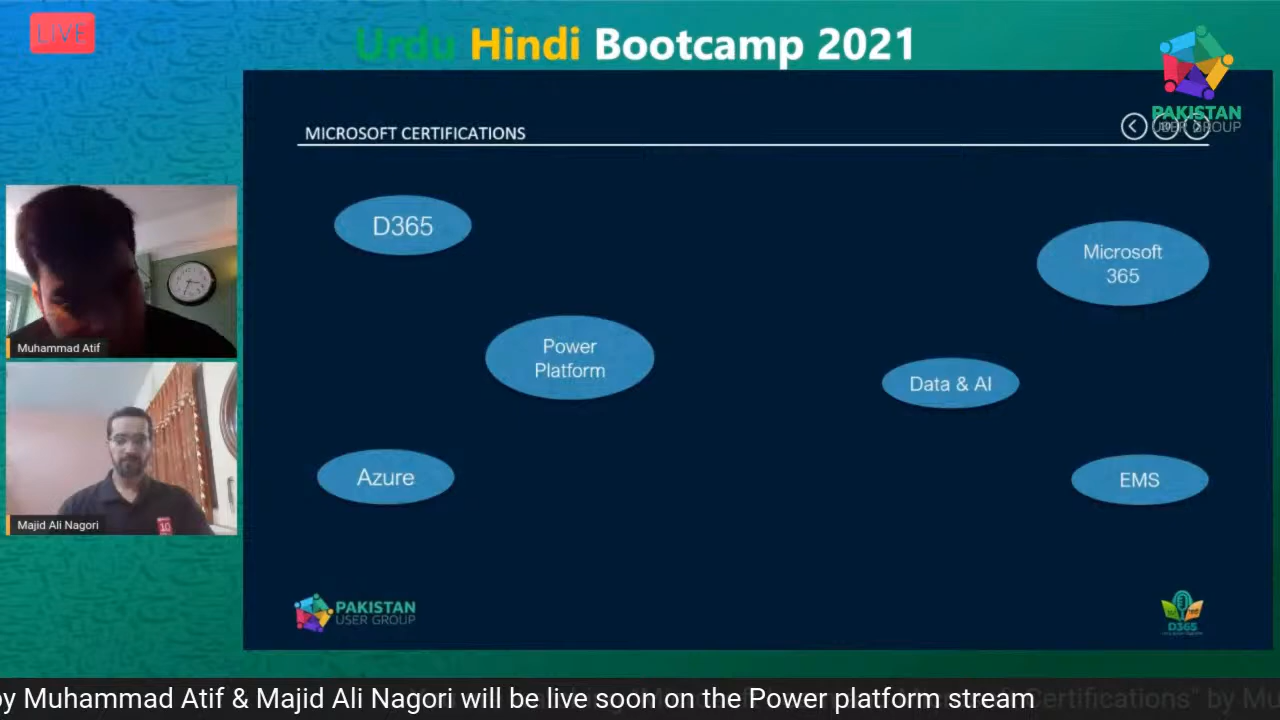 LIVE
Urdu Hindi Bootcamp 2021
PAKISTAN
USER GROUP
MICROSOFT CERTIFICATIONS
D365
Microsoft
365
Power
Platform
Data & AI
Azure
EMS
Muhammad Atif
Majid Ali Nagori
10
PAKISTAN
USER GROUP
D365
by Muhammad Atif & Majid Ali Nagori will be live soon on the Power platform stream
Certifications" by Mu